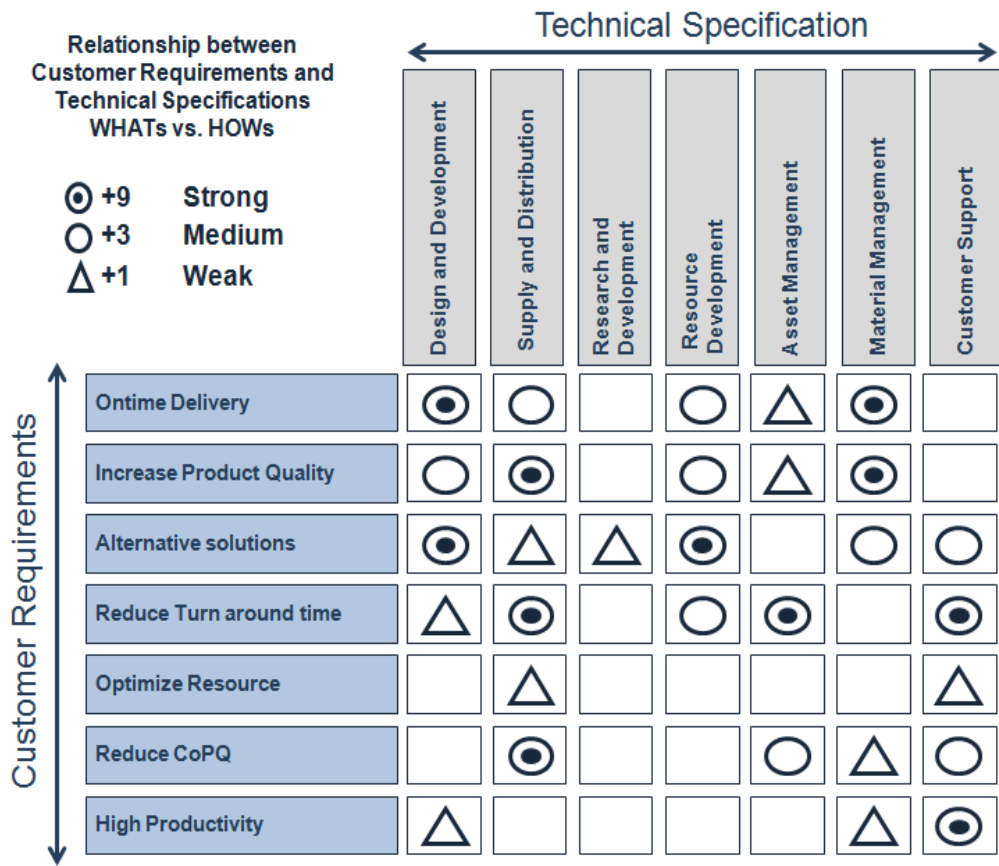 Technical Specification
Relationship between
Customer Requirements and
Technical Specifications
WHATs vs. HOWs
+9 Strong
+3 Medium
+1 Weak
Design and Development
Supply and Distribution
Research and
Development
Resource
Development
Asset Management
Material Management
Customer Support
Customer Requirements
Ontime Delivery
Increase Product Quality
Alternative solutions
Reduce Turn around time
Optimize Resource
Reduce CoPQ
High Productivity